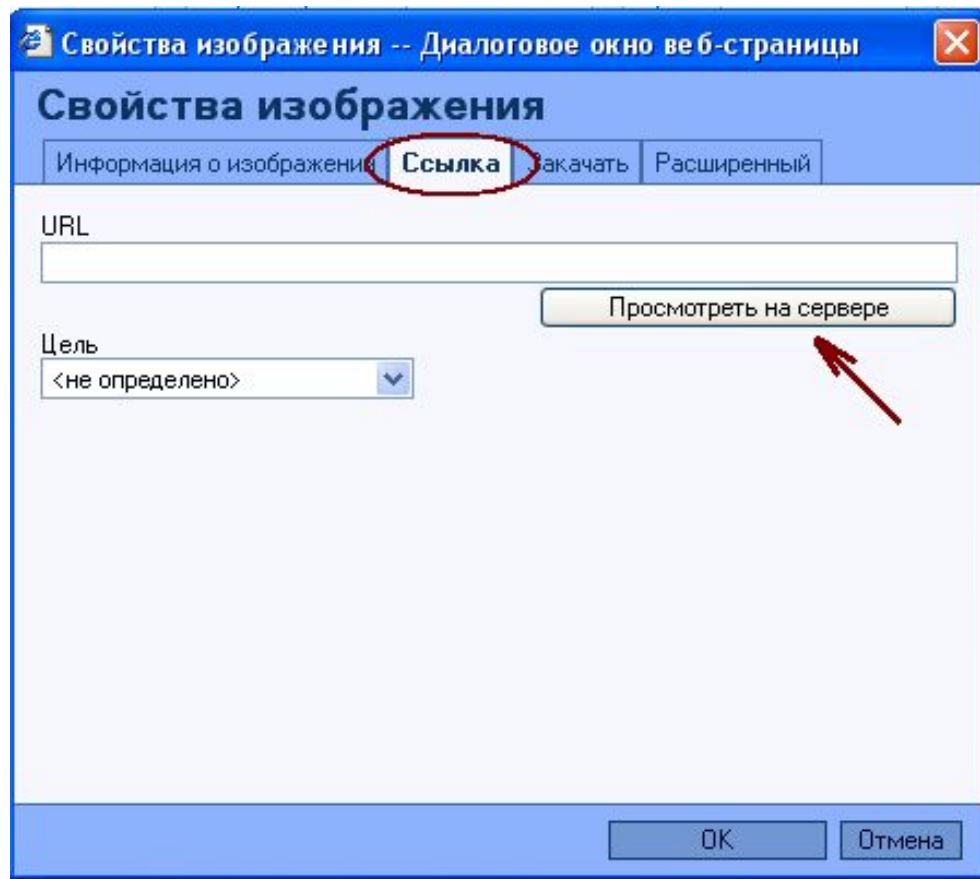 Свойства изображения -- Диалоговое окно веб-страницы
Свойства изображения
Информация о изображении Ссылка Закачать Расширенный
URL
Просмотреть на сервере
Цель
<не определено>
OK Отмена